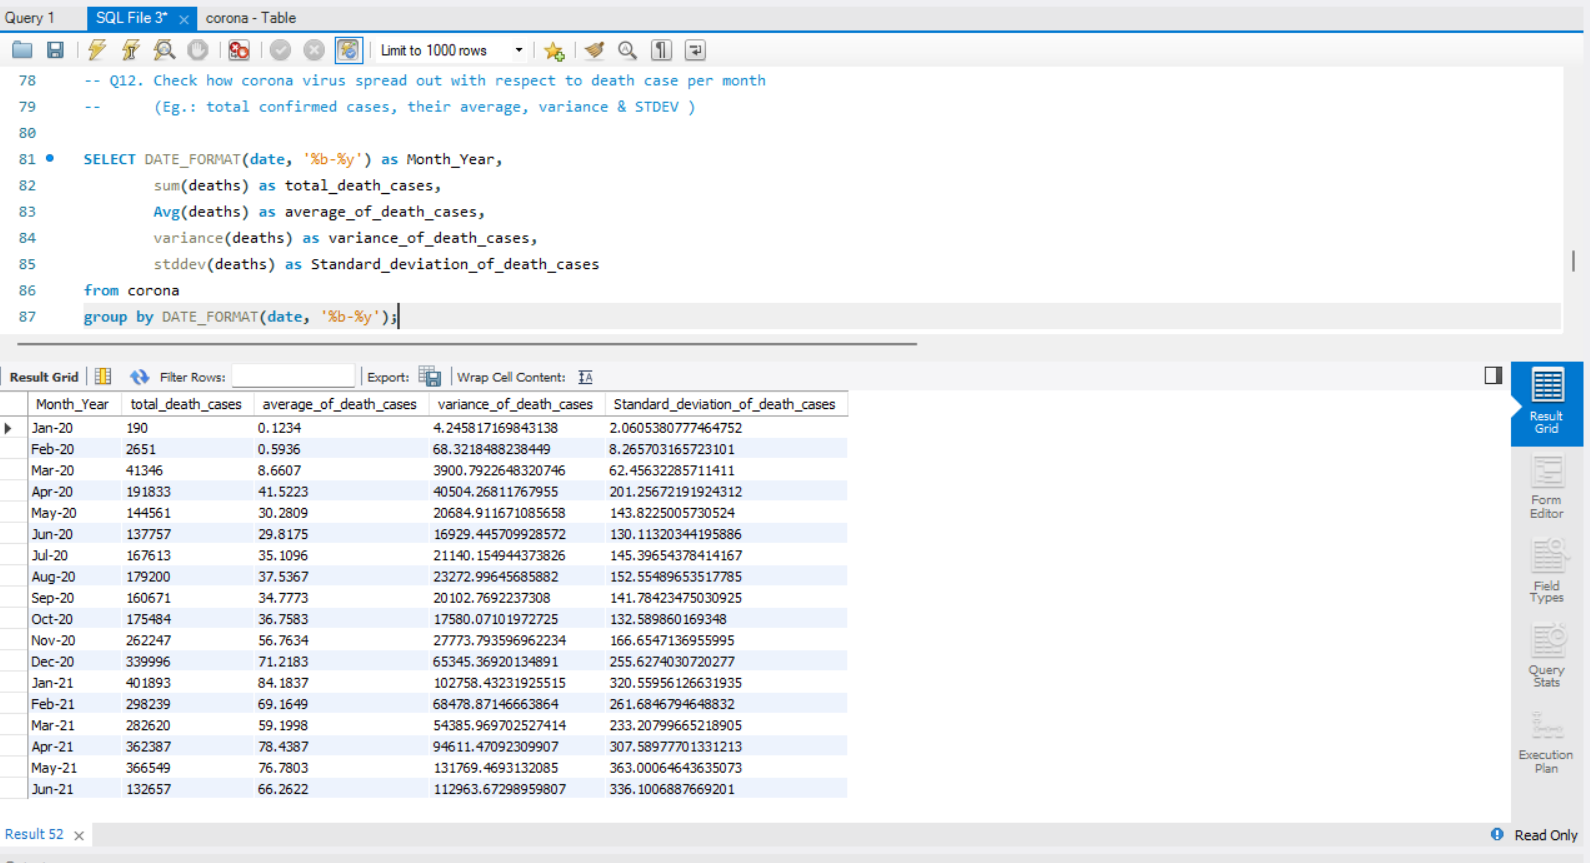 Query 1   SQL File 3*   corona - Table
Limit to 1000 rows
78 -- Q12. Check how corona virus spread out with respect to death case per month
79 --       (Eg.: total confirmed cases, their average, variance & STDEV )
80
81 SELECT DATE_FORMAT(date, '%b-%y') as Month_Year,
82         sum(deaths) as total_death_cases,
83         Avg(deaths) as average_of_death_cases,
84         variance(deaths) as variance_of_death_cases,
85         stddev(deaths) as Standard_deviation_of_death_cases
86 from corona
87 group by DATE_FORMAT(date, '%b-%y');
Result Grid   Filter Rows:   Export:   Wrap Cell Content:
Month_Year total_death_cases average_of_death_cases variance_of_death_cases Standard_deviation_of_death_cases
Jan-20 190 0.1234 4.245817169843138 2.0605380777464752
Feb-20 2651 0.5936 68.3218488238449 8.265703165723101
Mar-20 41346 8.6607 3900.7922648320746 62.45632285711411
Apr-20 191833 41.5223 40504.26811767955 201.25672191924312
May-20 144561 30.2809 20684.911671085658 143.8225005730524
Jun-20 137757 29.8175 16929.445709928572 130.11320344195886
Jul-20 167613 35.1096 21140.154944373826 145.39654378414167
Aug-20 179200 37.5367 23272.99645685882 152.55489653517785
Sep-20 160671 34.7773 20102.7692237308 141.78423475030925
Oct-20 175484 36.7583 17580.07101972725 132.589860169348
Nov-20 262247 56.7634 27773.793596962234 166.6547136955995
Dec-20 339996 71.2183 65345.36920134891 255.6274030720277
Jan-21 401893 84.1837 102758.43231925515 320.55956126631935
Feb-21 298239 69.1649 68478.87146663864 261.6846794648832
Mar-21 282620 59.1998 54385.969702527414 233.20799665218905
Apr-21 362387 78.4387 94611.47092309907 307.58977701331213
May-21 366549 76.7803 131769.4693132085 363.00064643635073
Jun-21 132657 66.2622 112963.67298959807 336.1006887669201
Result
Grid
Form
Editor
Field
Types
Query
Stats
Execution
Plan
Result 52   Read Only